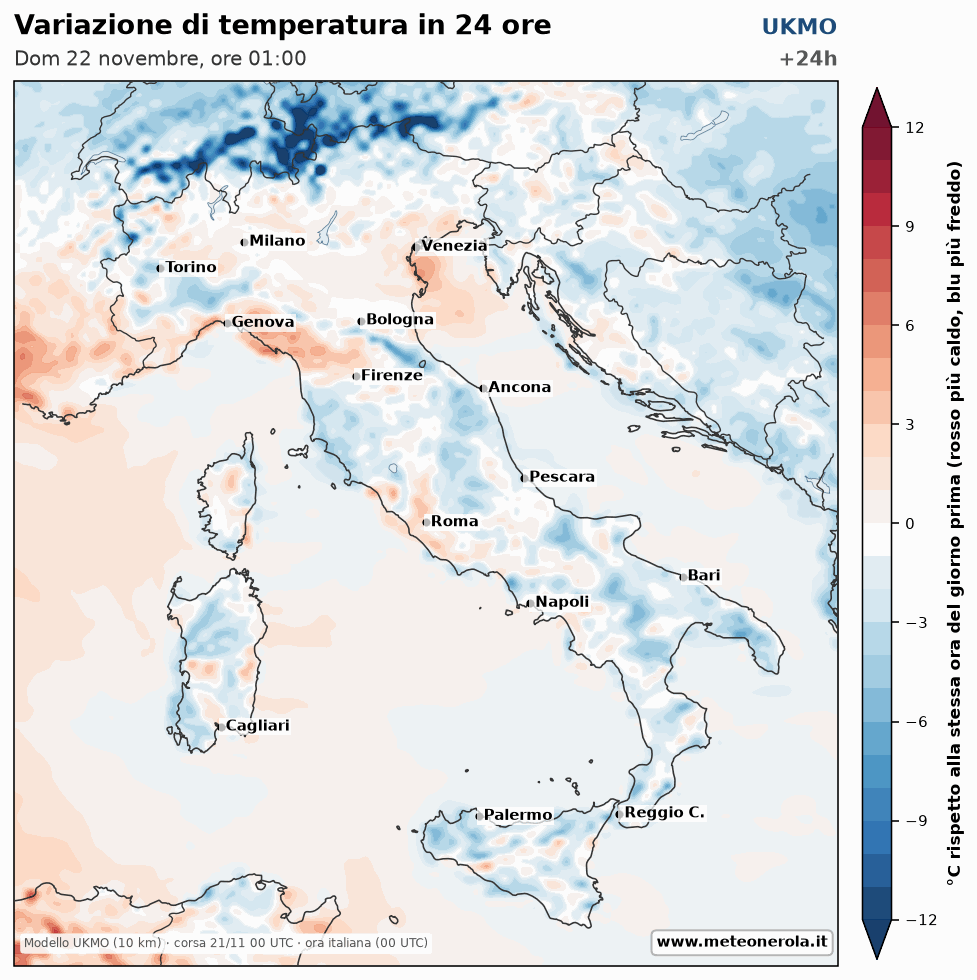 Variazione di temperatura in 24 ore
UKMO
Dom 22 novembre, ore 01:00
+24h
Milano
Venezia
Torino
Genova
Bologna
Firenze
Ancona
Pescara
Roma
Bari
Napoli
Cagliari
Palermo
Reggio C.
12
9
6
3
0
−3
−6
−9
−12
°C rispetto alla stessa ora del giorno prima (rosso più caldo, blu più freddo)
Modello UKMO (10 km) · corsa 21/11 00 UTC · ora italiana (00 UTC)
www.meteonerola.it